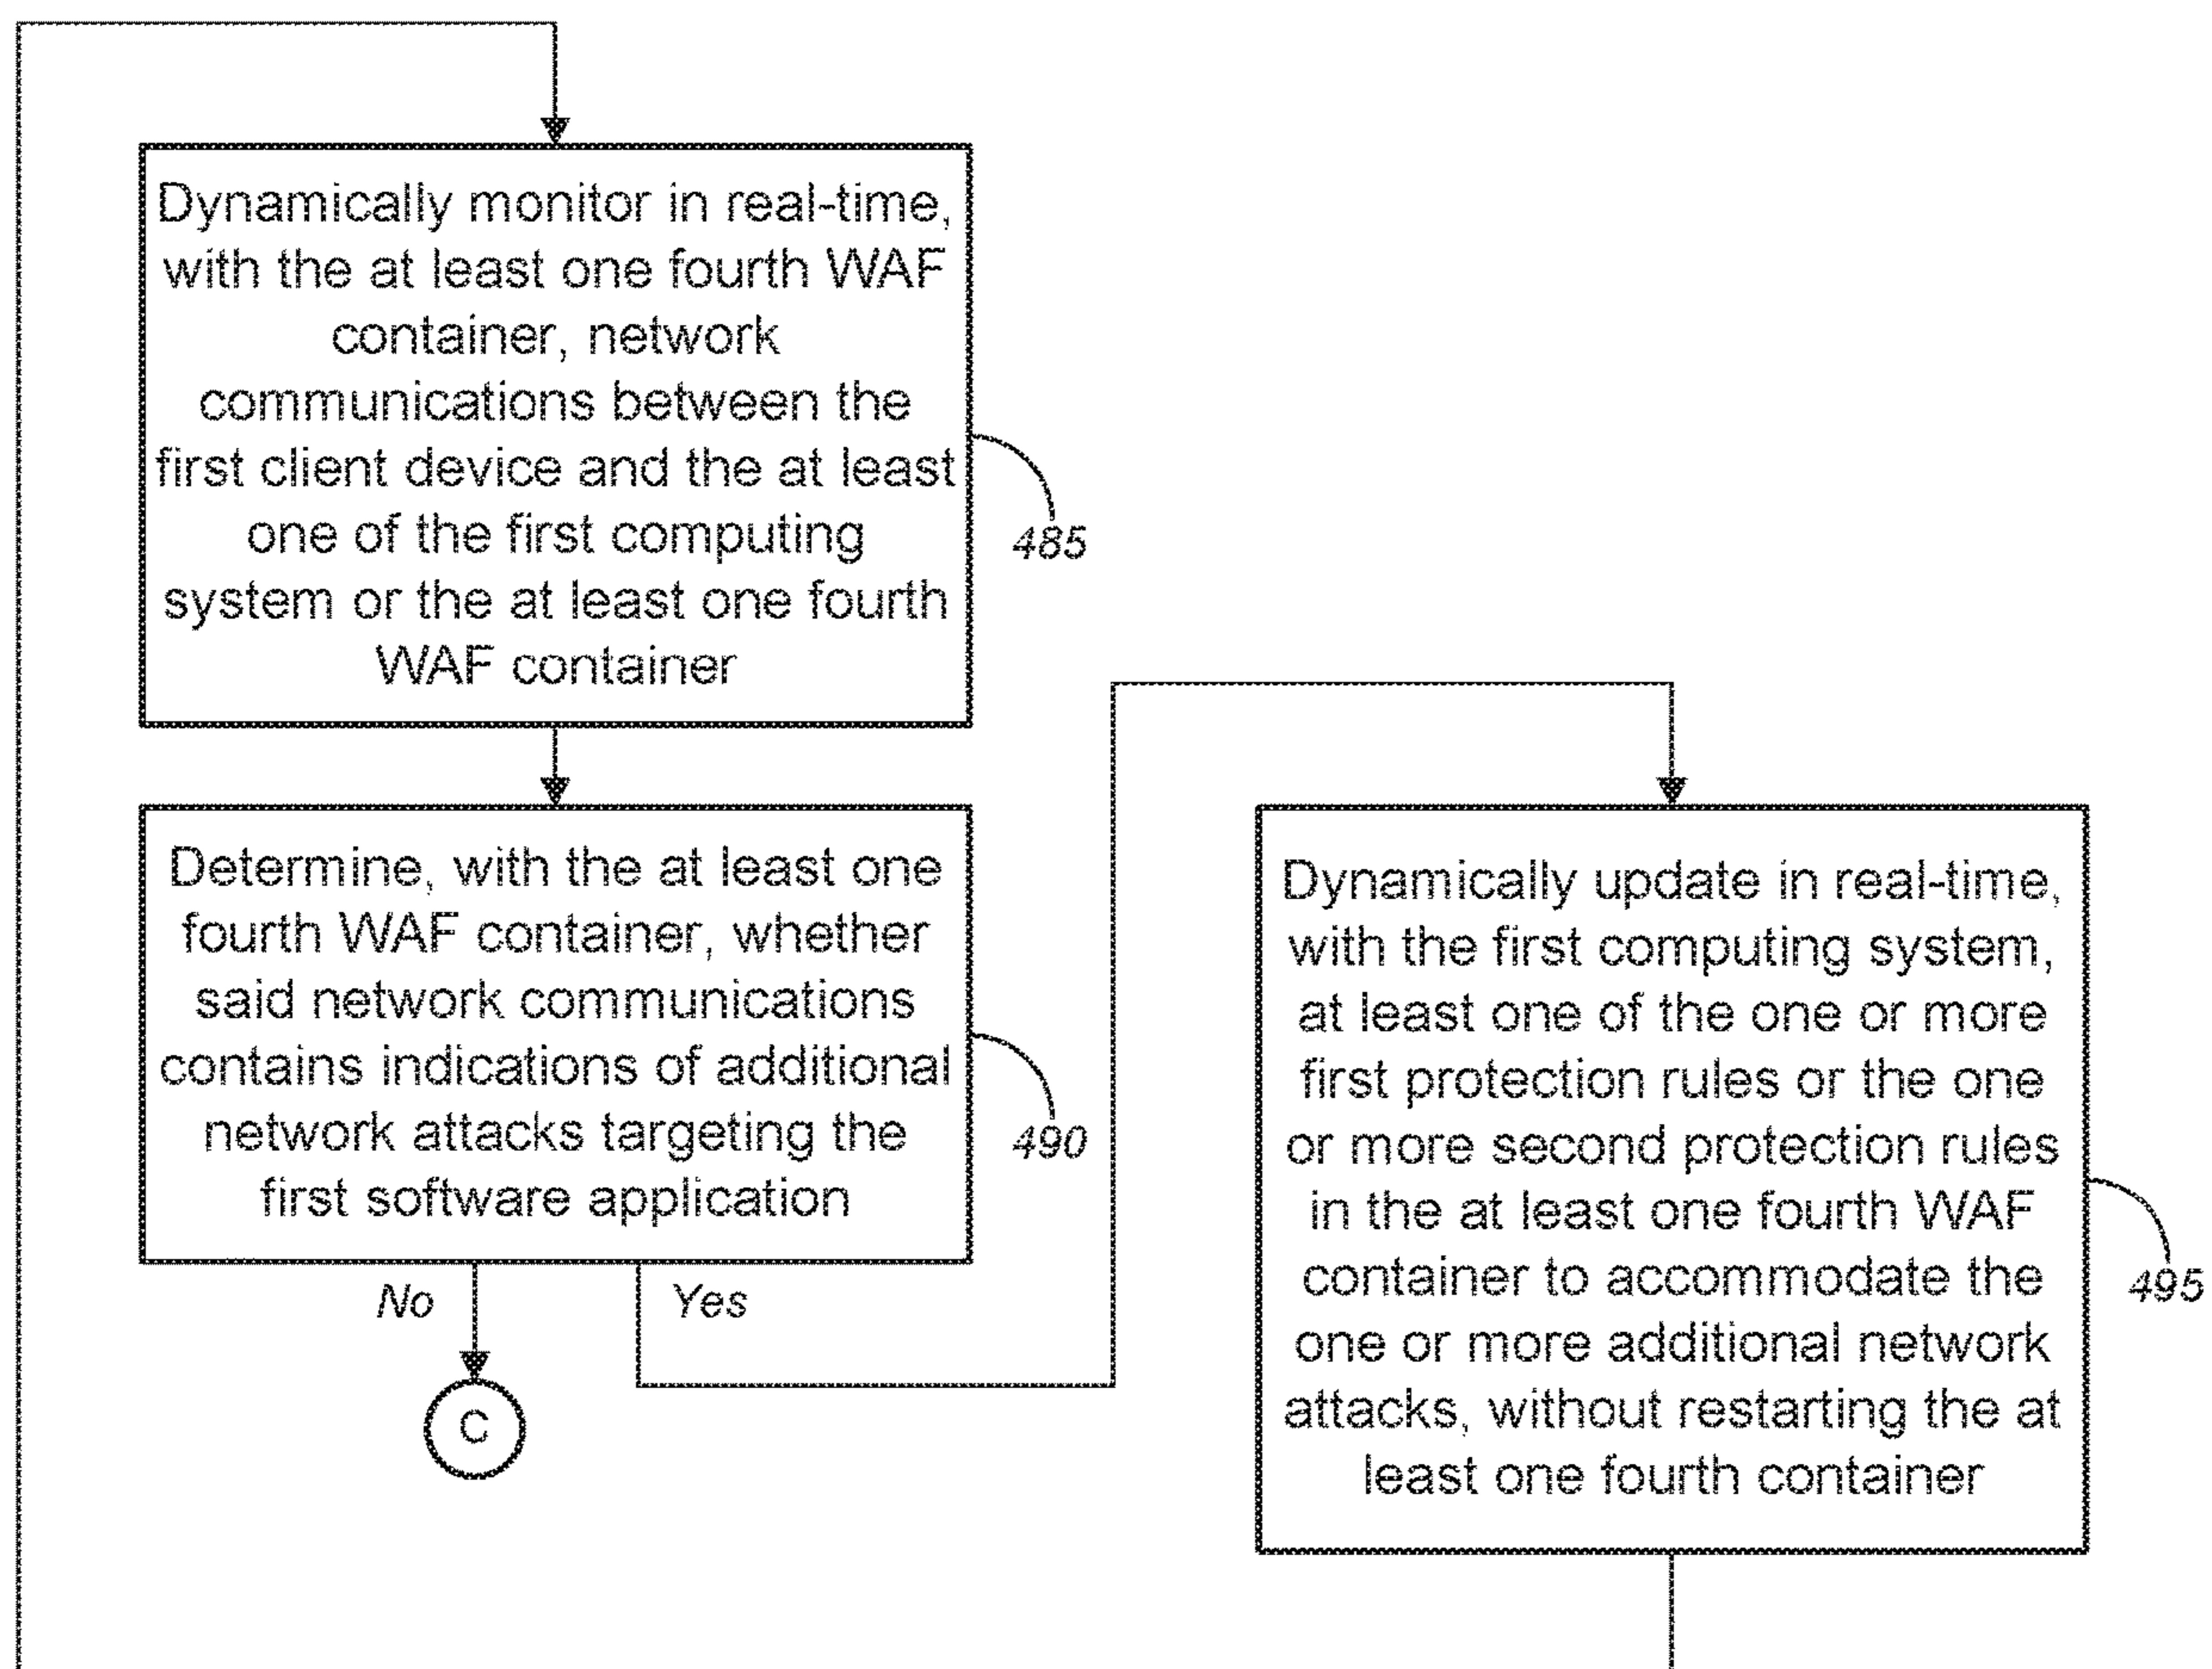 Dynamically monitor in real-time,
with the at least one fourth WAF
container, network
communications between the
first client device and the at least
one of the first computing
system or the at least one fourth
WAF container
485
Determine, with the at least one
fourth WAF container, whether
said network communications
contains indications of additional
network attacks targeting the
first software application
490
No
Yes
C
Dynamically update in real-time,
with the first computing system,
at least one of the one or more
first protection rules or the one
or more second protection rules
in the at least one fourth WAF
container to accommodate the
one or more additional network
attacks, without restarting the at
least one fourth container
495